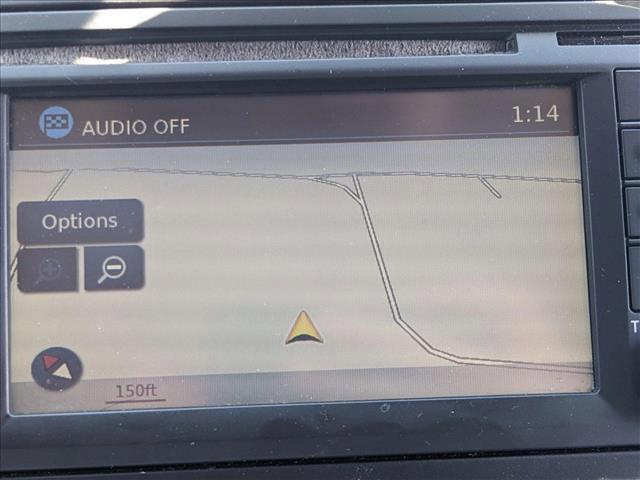 AUDIO OFF
1:14
Options
150ft
T